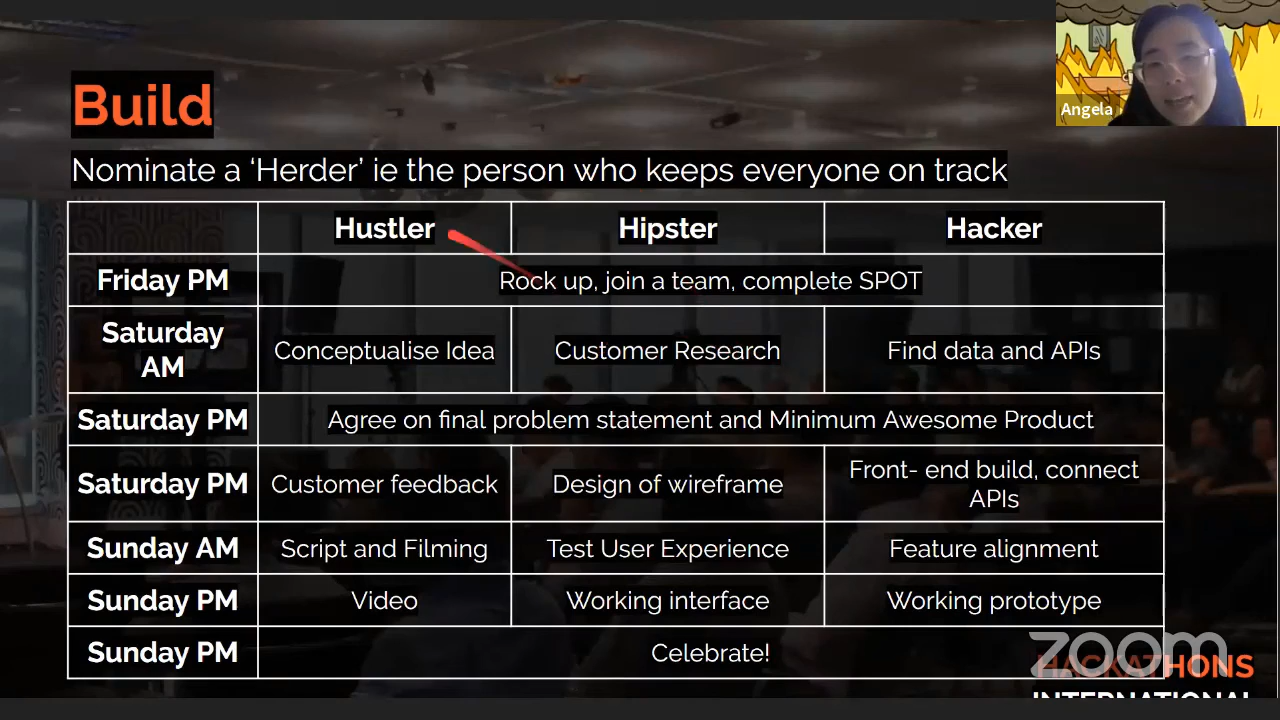 Build
Angela
Nominate a ‘Herder’ ie the person who keeps everyone on track
Hustler Hipster Hacker
Friday PM Rock up, join a team, complete SPOT
Saturday
AM
Conceptualise Idea Customer Research Find data and APIs
Saturday PM Agree on final problem statement and Minimum Awesome Product
Saturday PM Customer feedback Design of wireframe Front- end build, connect
APIs
Sunday AM Script and Filming Test User Experience Feature alignment
Sunday PM Video Working interface Working prototype
Sunday PM Celebrate!
zoom
HACKATHONS
INTERNATIONAL